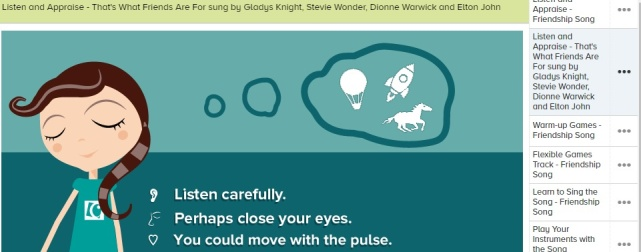 Listen and Appraise - That's What Friends Are For sung by Gladys Knight, Stevie Wonder, Dionne Warwick and Elton John
Listen carefully.
Perhaps close your eyes.
You could move with the pulse.
Listen and
Appraise -
Friendship Song
Listen and
Appraise - That's
What Friends Are
For sung by
Gladys Knight,
Stevie Wonder,
Dionne Warwick
and Elton John
Warm-up Games -
Friendship Song
Flexible Games
Track - Friendship
Song
Learn to Sing the
Song - Friendship
Song
Play Your
Instruments with
the Song -